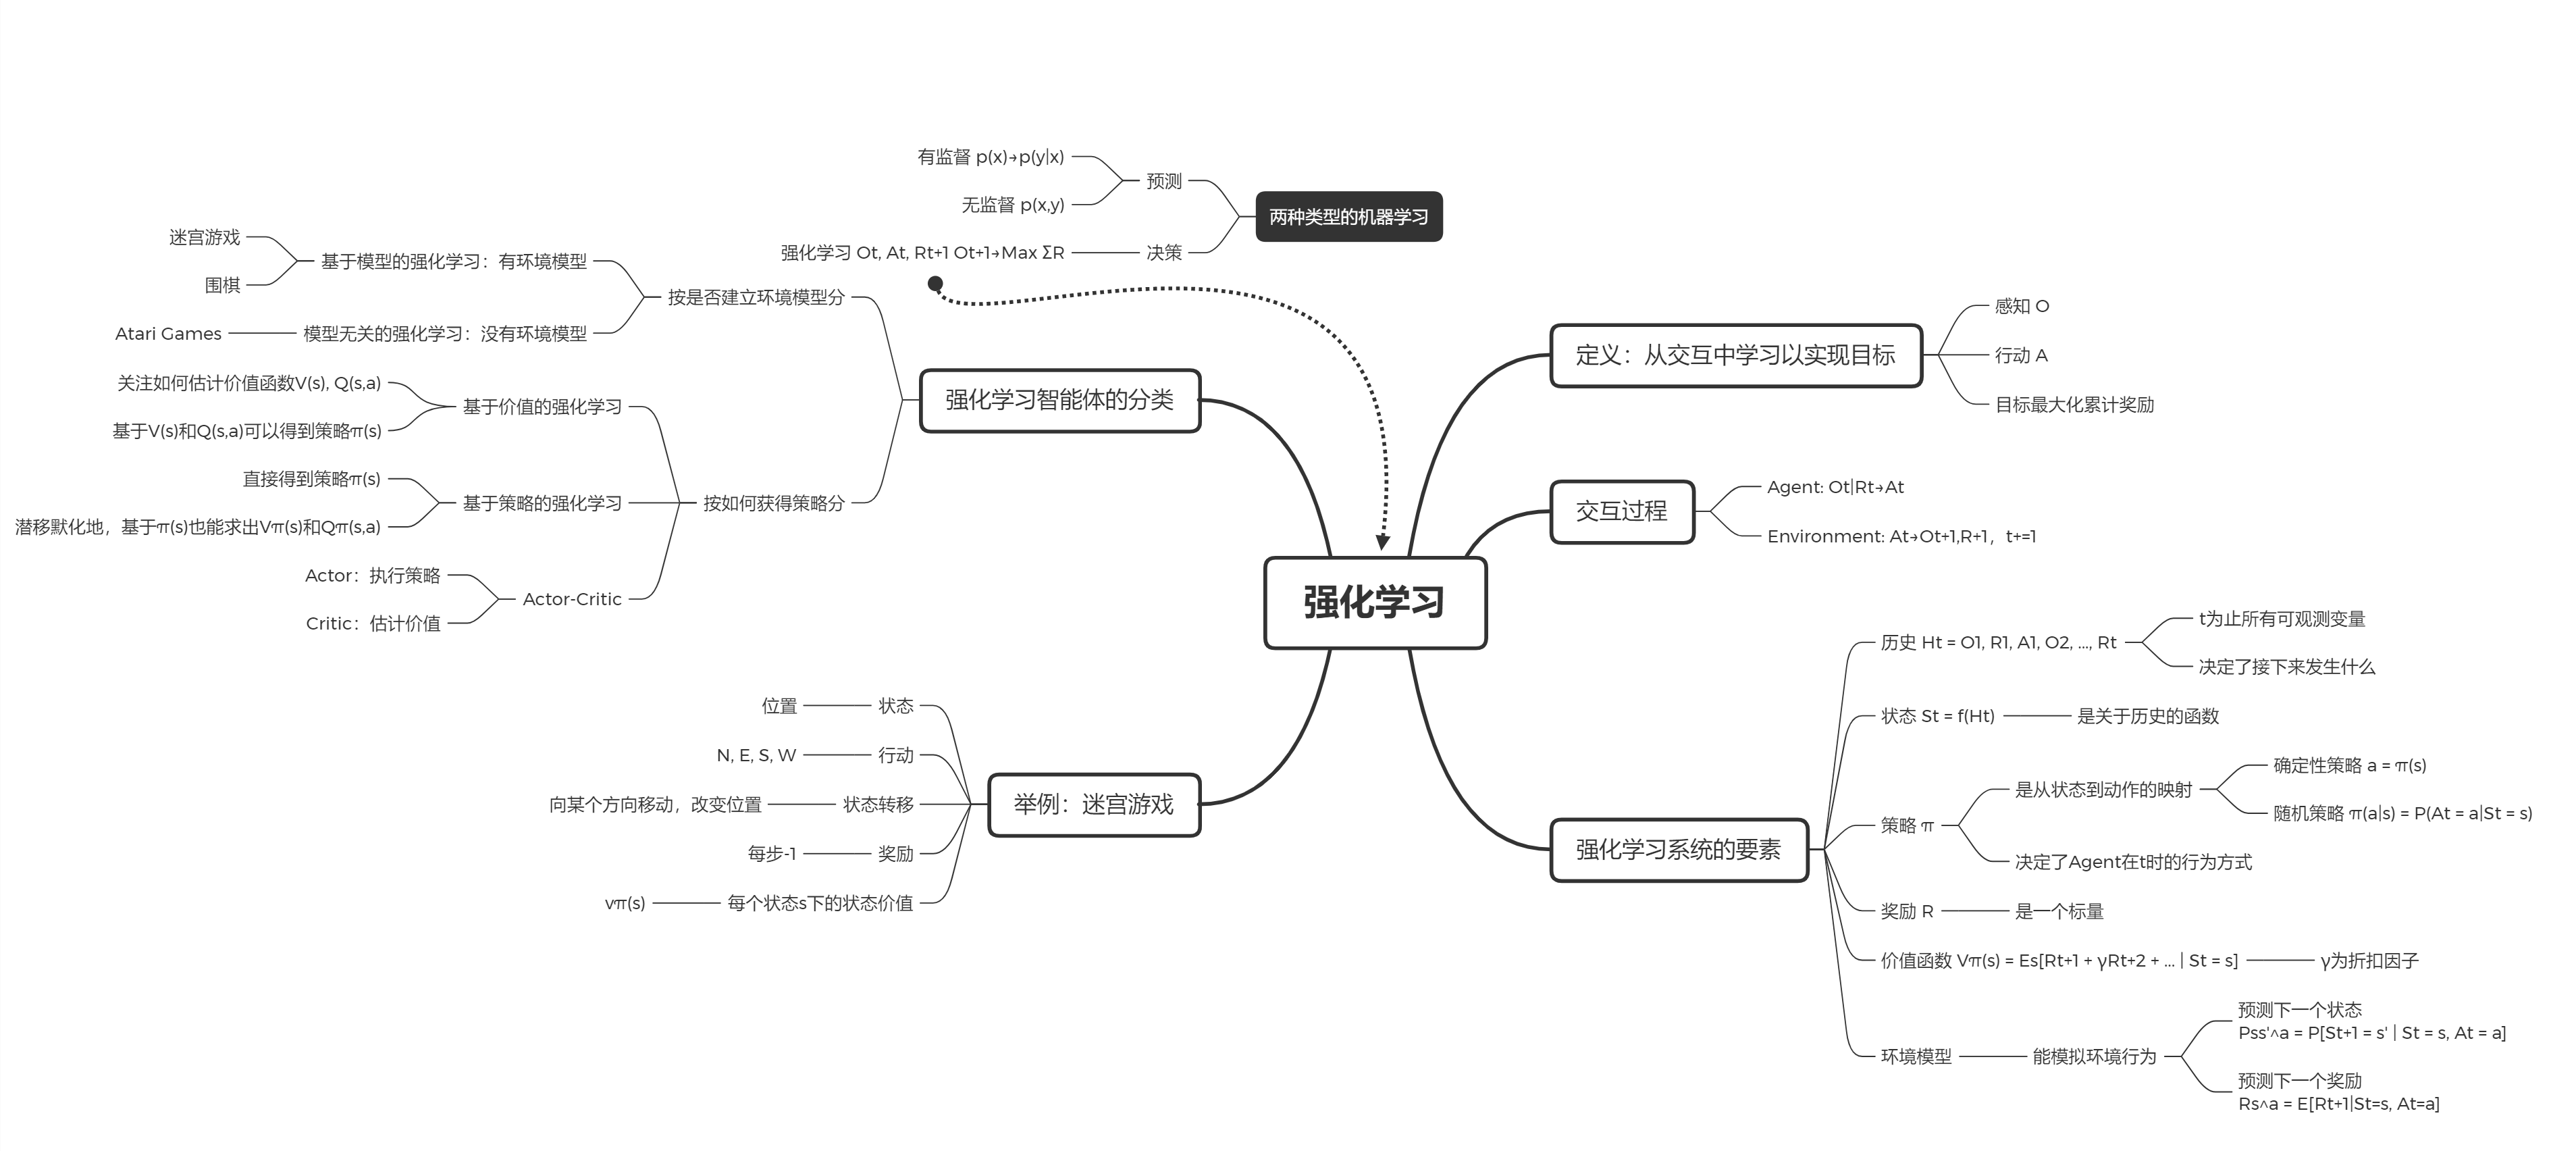 强化学习
两种类型的机器学习
预测
有监督 p(x)→p(y|x)
无监督 p(x,y)
决策
强化学习 Ot, At, Rt+1 Ot+1→Max ΣR
定义：从交互中学习以实现目标
感知 O
行动 A
目标最大化累计奖励
交互过程
Agent: Ot|Rt→At
Environment: At→Ot+1,R+1，t+=1
强化学习系统的要素
历史 Ht = O1, R1, A1, O2, ..., Rt
t为止所有可观测变量
决定了接下来发生什么
状态 St = f(Ht)
是关于历史的函数
策略 π
是从状态到动作的映射
确定性策略 a = π(s)
随机策略 π(a|s) = P(At = a|St = s)
决定了Agent在t时的行为方式
奖励 R
是一个标量
价值函数 Vπ(s) = Es[Rt+1 + γRt+2 + ... | St = s]
γ为折扣因子
环境模型
能模拟环境行为
预测下一个状态
Pss'^a = P[St+1 = s' | St = s, At = a]
预测下一个奖励
Rs^a = E[Rt+1|St=s, At=a]
强化学习智能体的分类
按是否建立环境模型分
基于模型的强化学习：有环境模型
迷宫游戏
围棋
模型无关的强化学习：没有环境模型
Atari Games
按如何获得策略分
基于价值的强化学习
关注如何估计价值函数V(s), Q(s,a)
基于V(s)和Q(s,a)可以得到策略π(s)
基于策略的强化学习
直接得到策略π(s)
潜移默化地，基于π(s)也能求出Vπ(s)和Qπ(s,a)
Actor-Critic
Actor：执行策略
Critic：估计价值
举例：迷宫游戏
状态
位置
行动
N, E, S, W
状态转移
向某个方向移动，改变位置
奖励
每步-1
每个状态s下的状态价值
vπ(s)